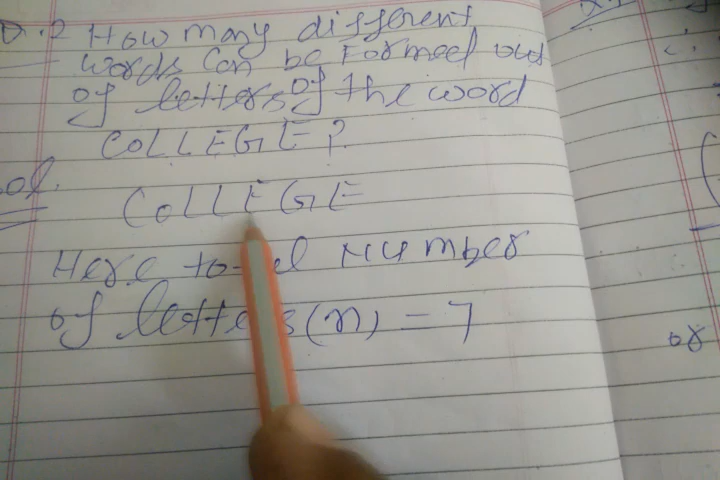 Q.2 How many different
words can be Formed out
of letters of the word
COLLEGE?
Sol.
COLLEGE
Here total Number
of letters (n) = 7
or